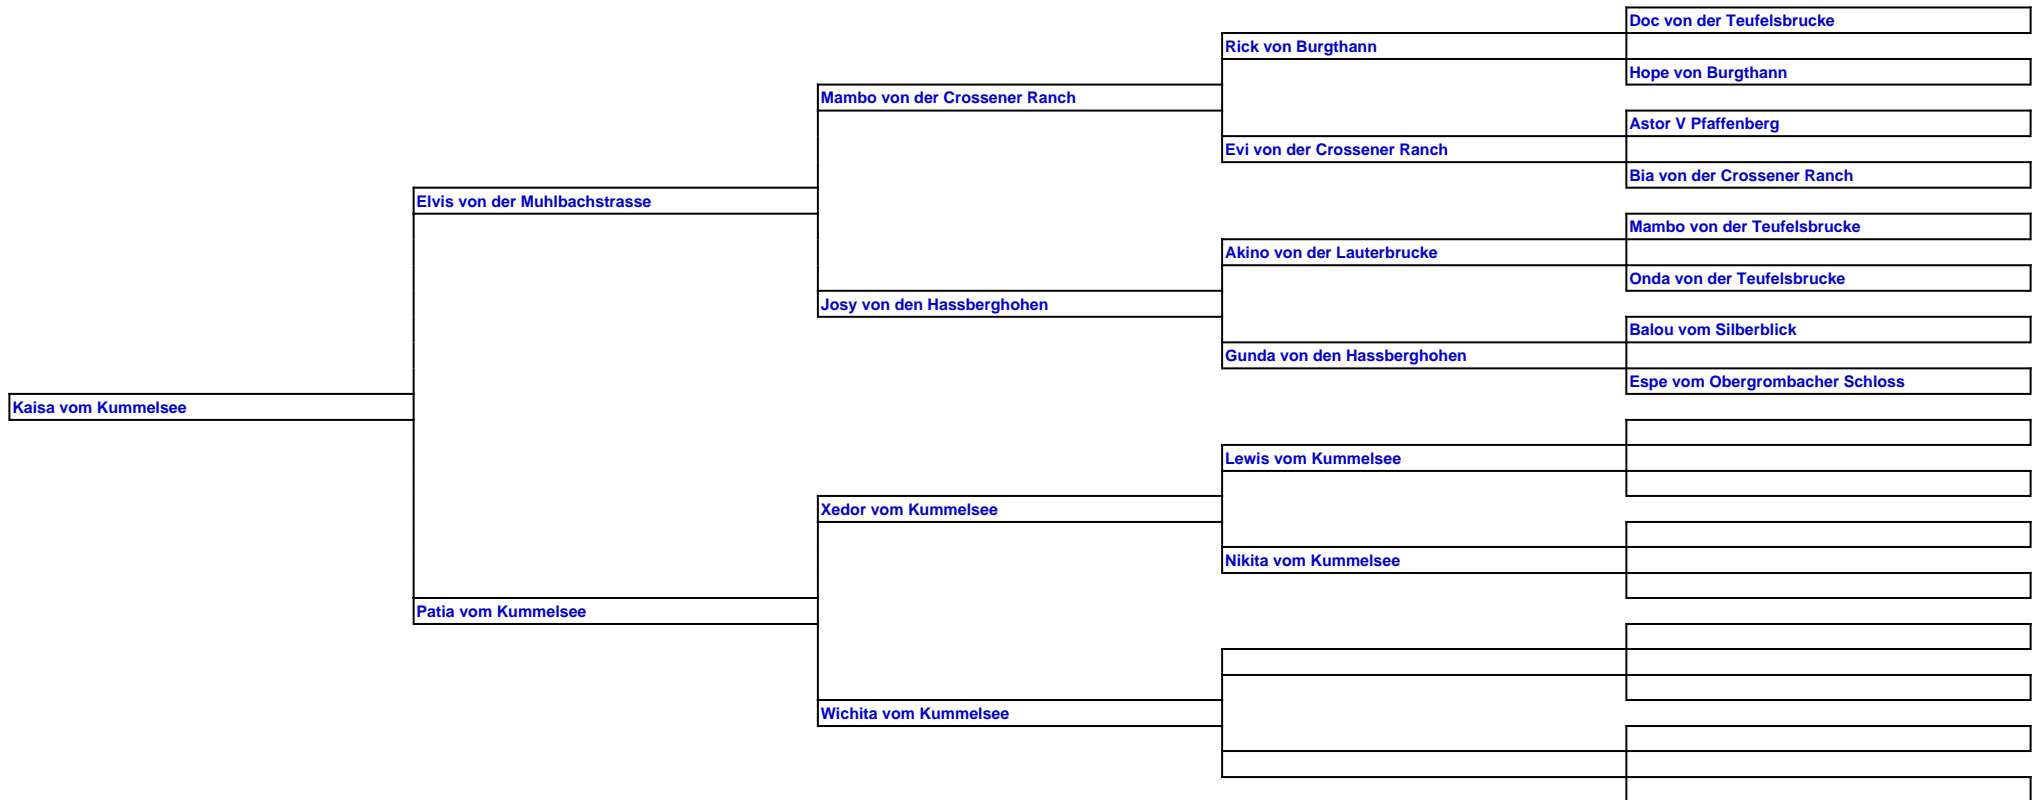 Doc von der Teufelsbrucke
Rick von Burgthann
Hope von Burgthann
Mambo von der Crossener Ranch
Astor V Pfaffenberg
Evi von der Crossener Ranch
Bia von der Crossener Ranch
Elvis von der Muhlbachstrasse
Mambo von der Teufelsbrucke
Akino von der Lauterbrucke
Onda von der Teufelsbrucke
Josy von den Hassberghohen
Balou vom Silberblick
Gunda von den Hassberghohen
Espe vom Obergrombacher Schloss
Kaisa vom Kummelsee
Lewis vom Kummelsee
Xedor vom Kummelsee
Nikita vom Kummelsee
Patia vom Kummelsee
Wichita vom Kummelsee